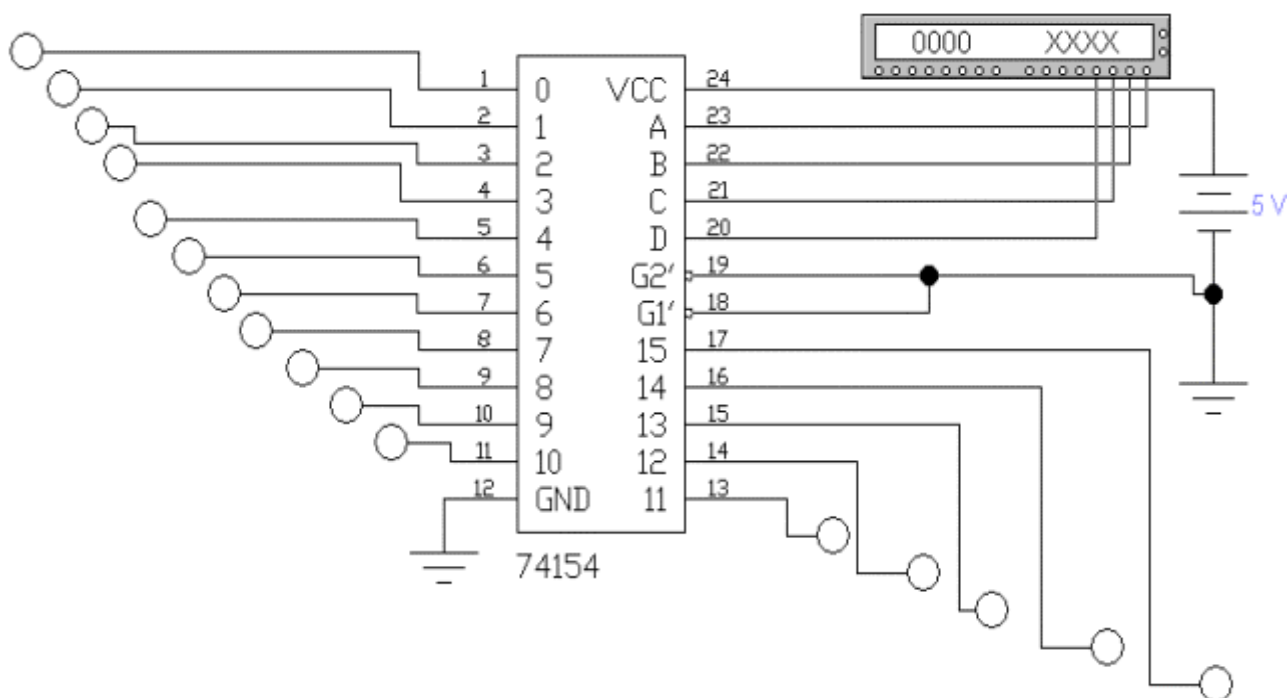 0000 XXXX
1 0 VCC 24
2 1 A 23
3 2 B 22
4 3 C 21
5 4 D 20
6 5 G2' 19
7 6 G1' 18
8 7 15 17
9 8 14 16
10 9 13 15
11 10 12 14
12 GND 11 13
74154
5 V